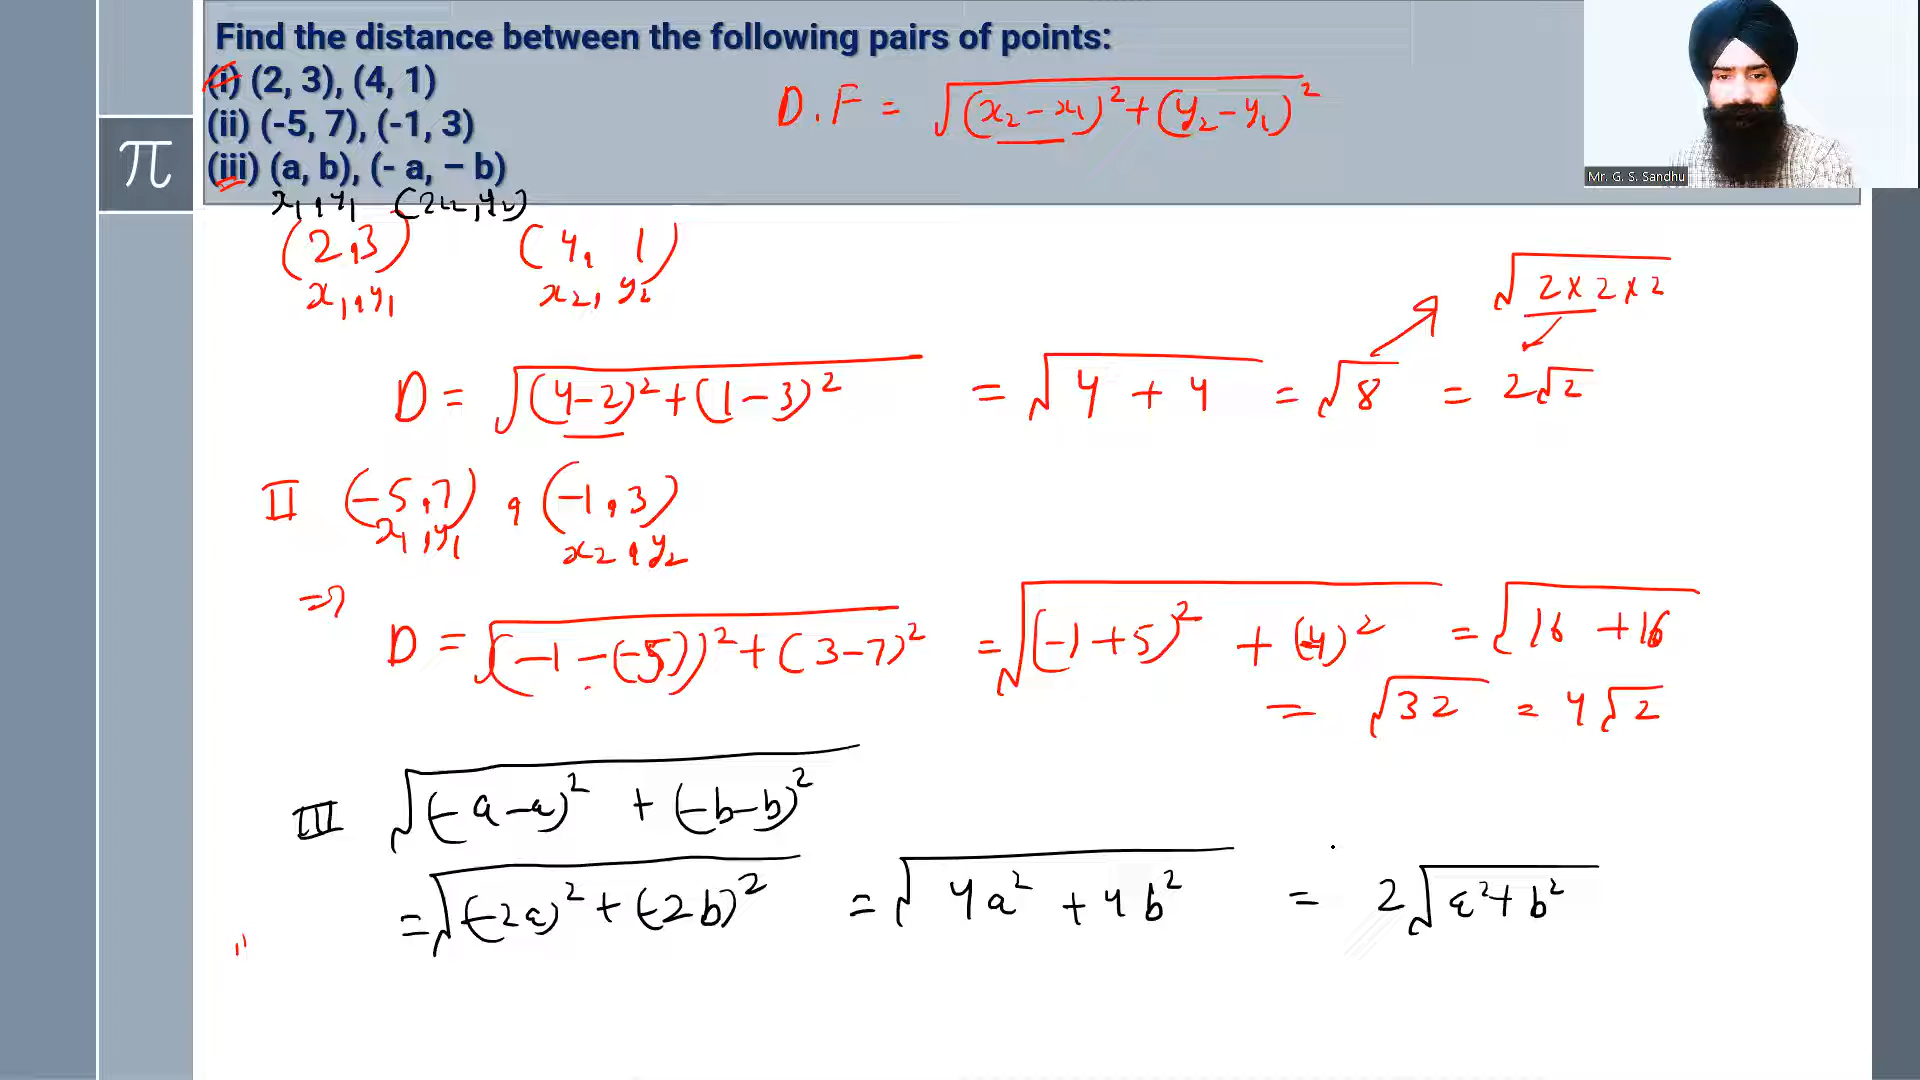 Find the distance between the following pairs of points:
(i) (2, 3), (4, 1)
(ii) (-5, 7), (-1, 3)
(iii) (a, b), (- a, – b)
D.F = √((x₂ – x₁)² + (y₂ – y₁)²)
π
Mr. G. S. Sandhu
x₁, y₁ (x₂, y₂)
(2, 3) (4, 1)
x₁, y₁ x₂, y₂
√(2 × 2 × 2)
D = √((4–2)² + (1–3)²) = √(4 + 4) = √8 = 2√2
II (–5, 7), (–1, 3)
x₁, y₁ x₂, y₂
⇒
D = √((–1 – (–5))² + (3–7)²) = √((–1+5)² + (–4)²) = √(16 + 16)
= √32 = 4√2
III √((–a–a)² + (–b–b)²)
= √((–2a)² + (–2b)²) = √(4a² + 4b²) = 2√(a² + b²)